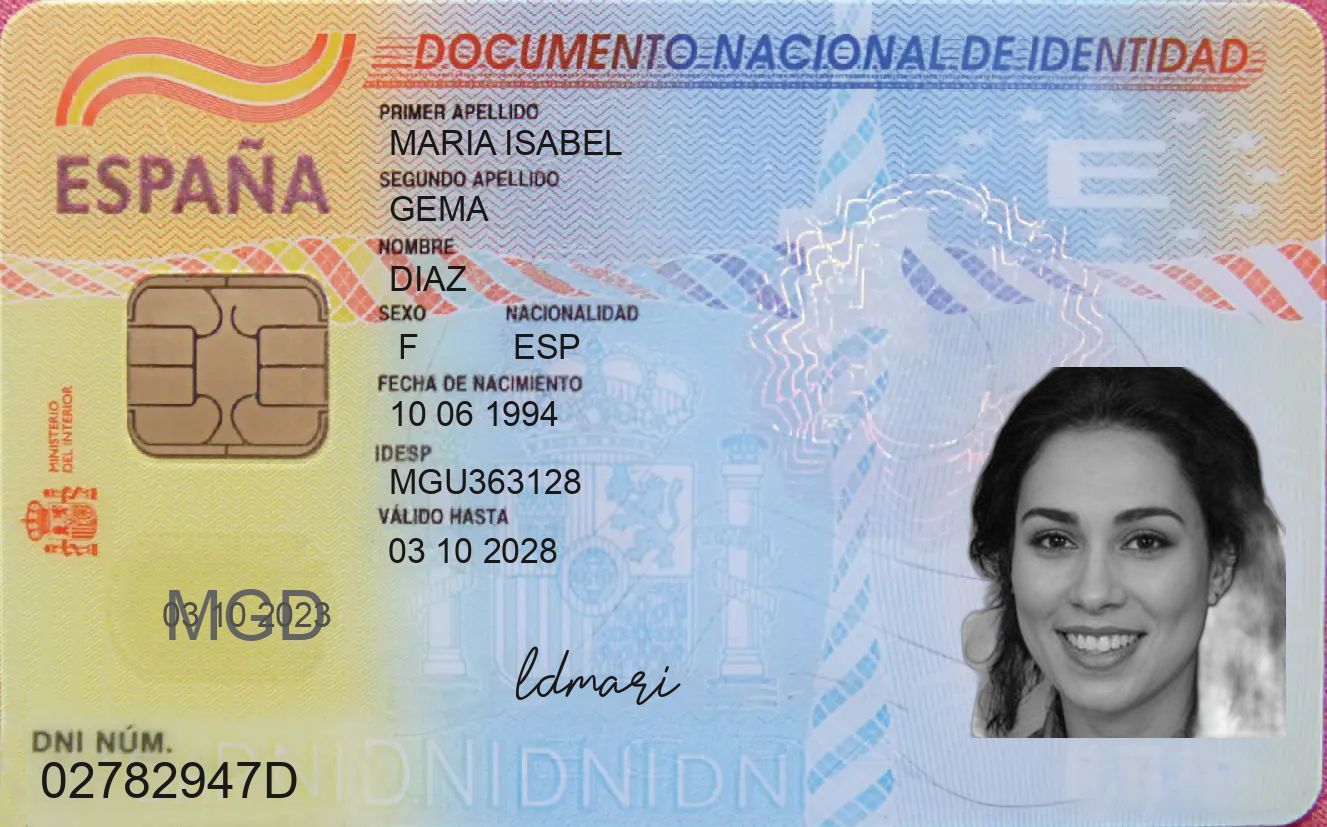 DOCUMENTO NACIONAL DE IDENTIDAD
ESPAÑA
PRIMER APELLIDO
MARIA ISABEL
SEGUNDO APELLIDO
GEMA
NOMBRE
DIAZ
SEXO NACIONALIDAD
F ESP
FECHA DE NACIMIENTO
10 06 1994
IDESP
MGU363128
VÁLIDO HASTA
03 10 2028
MINISTERIO
DEL INTERIOR
E
03 10 2023
MGD
ldmari
DNI NÚM.
02782947D
DNIDNIDNIDNI